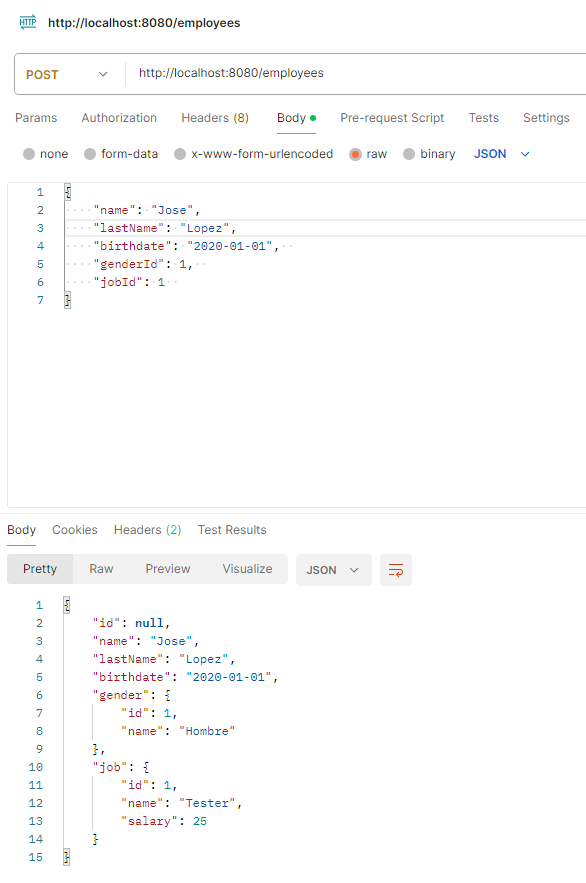 HTTP http://localhost:8080/employees
POST http://localhost:8080/employees
Params Authorization Headers (8) Body Pre-request Script Tests Settings
none form-data x-www-form-urlencoded raw binary JSON
1 {
2 "name": "Jose",
3 "lastName": "Lopez",
4 "birthdate": "2020-01-01",
5 "genderId": 1,
6 "jobId": 1
7 }
Body Cookies Headers (2) Test Results
Pretty Raw Preview Visualize JSON
1 {
2 "id": null,
3 "name": "Jose",
4 "lastName": "Lopez",
5 "birthdate": "2020-01-01",
6 "gender": {
7 "id": 1,
8 "name": "Hombre"
9 },
10 "job": {
11 "id": 1,
12 "name": "Tester",
13 "salary": 25
14 }
15 }